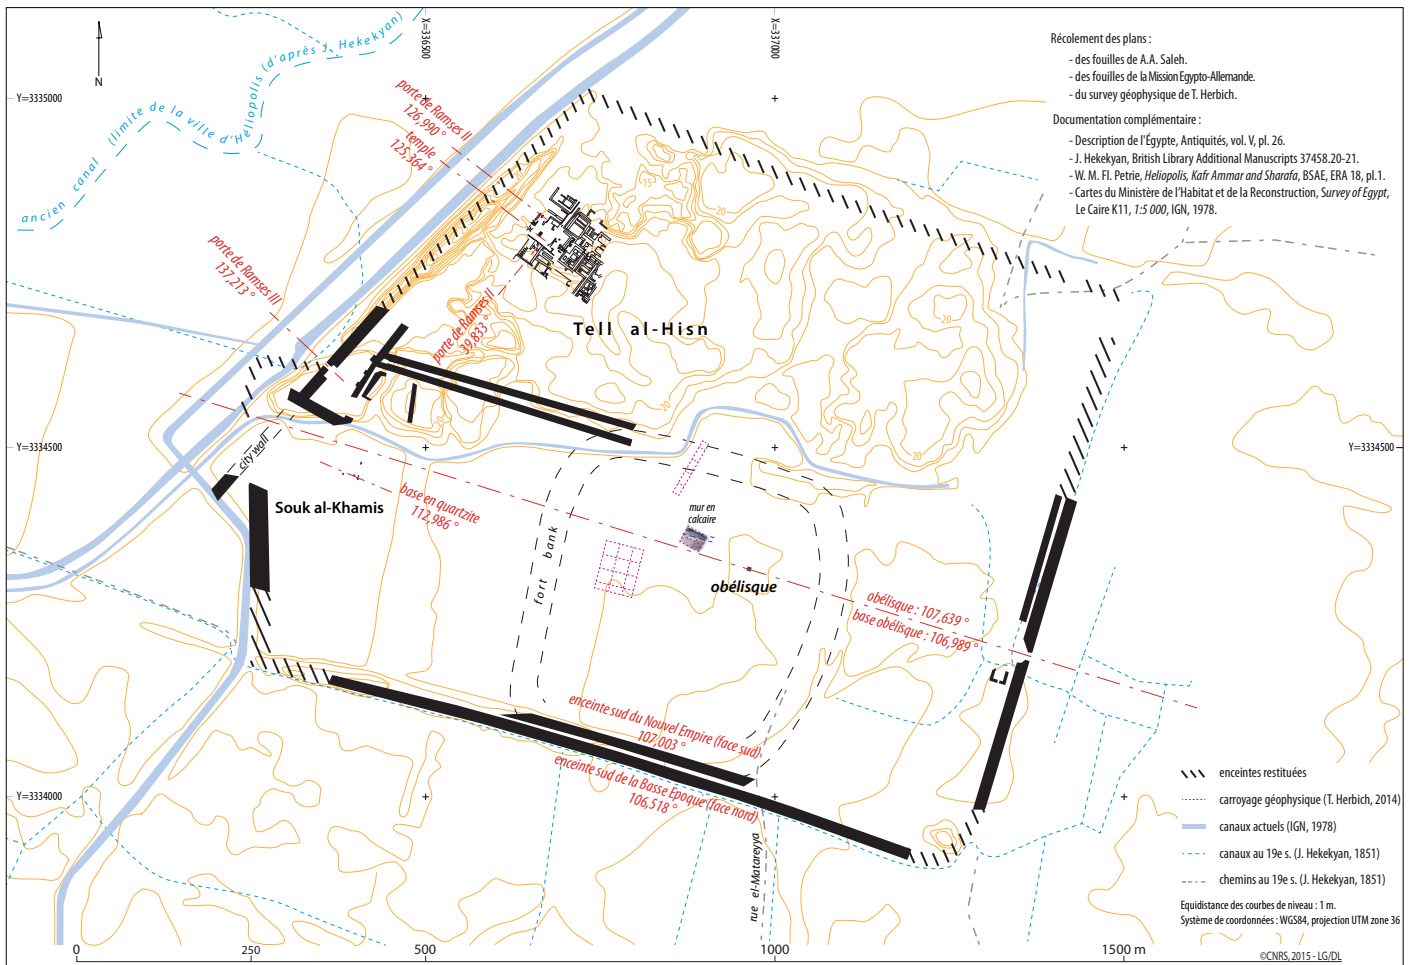 X=336500
X=337000
Y=3335000
N
ancien canal (limite de la ville d'Héliopolis (d'après J. Hekekyan)
Récolement des plans :
- des fouilles de A.A. Saleh.
- des fouilles de la Mission Egypto-Allemande.
- du survey géophysique de T. Herbich.
Documentation complémentaire :
- Description de l'Égypte, Antiquités, vol. V, pl. 26.
- J. Hekekyan, British Library Additional Manuscripts 37458.20-21.
- W. M. Fl. Petrie, Heliopolis, Kafr Ammar and Sharafa, BSAE, ERA 18, pl.1.
- Cartes du Ministère de l'Habitat et de la Reconstruction, Survey of Egypt,
Le Caire K11, 1:5 000, IGN, 1978.
porte de Ramses II
126,990 °
temple
125,364°
porte de Ramses III
137,213 °
porte de Ramses II
39,833 °
15
20
20
20
20
Tell al-Hisn
Y=3334500
Y=3334500
city wall
Souk al-Khamis
base en quartzite
112,986 °
fort bank
mur en
calcaire
obélisque
obélisque : 107,639 °
base obélisque : 106,989 °
enceinte sud du Nouvel Empire (face sud)
107,003 °
enceinte sud de la Basse Epoque (face nord)
106,518 °
rue el-Matareyya
Y=3334000
enceintes restituées
carroyage géophysique (T. Herbich, 2014)
canaux actuels (IGN, 1978)
canaux au 19e s. (J. Hekekyan, 1851)
chemins au 19e s. (J. Hekekyan, 1851)
Equidistance des courbes de niveau : 1 m.
Système de coordonnées : WGS84, projection UTM zone 36
0 250 500 1000 1500 m
©CNRS, 2015 - LG/DL